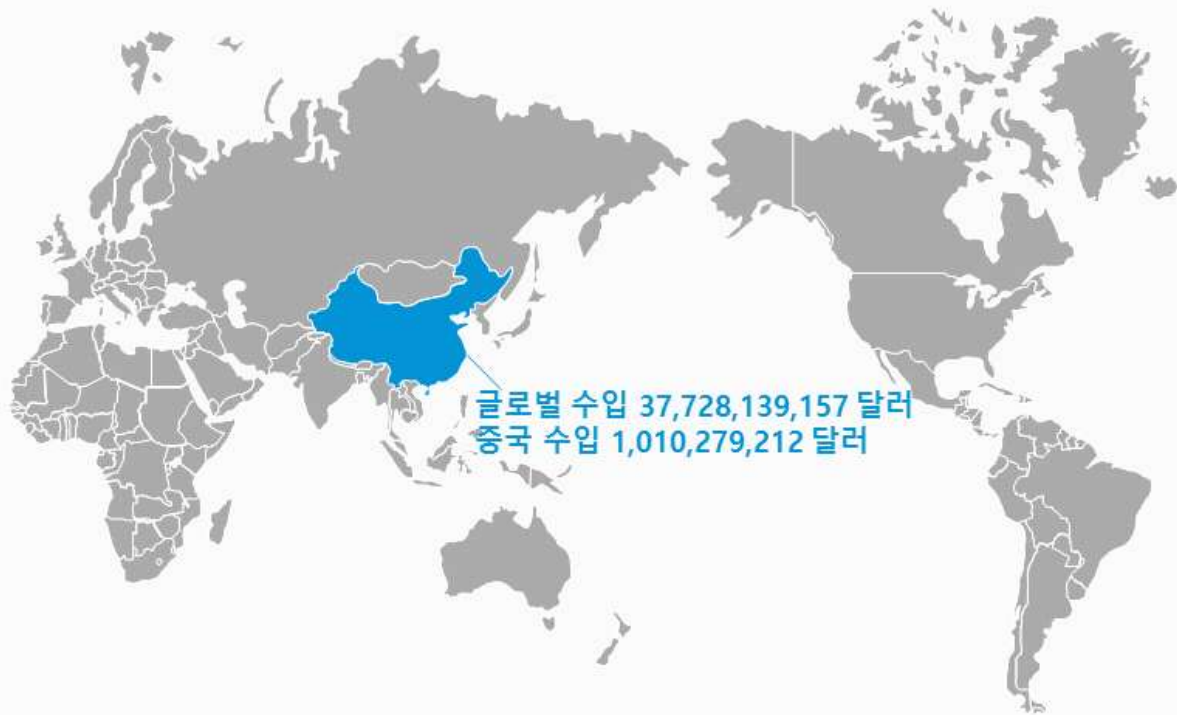 글로벌 수입 37,728,139,157 달러
중국 수입 1,010,279,212 달러